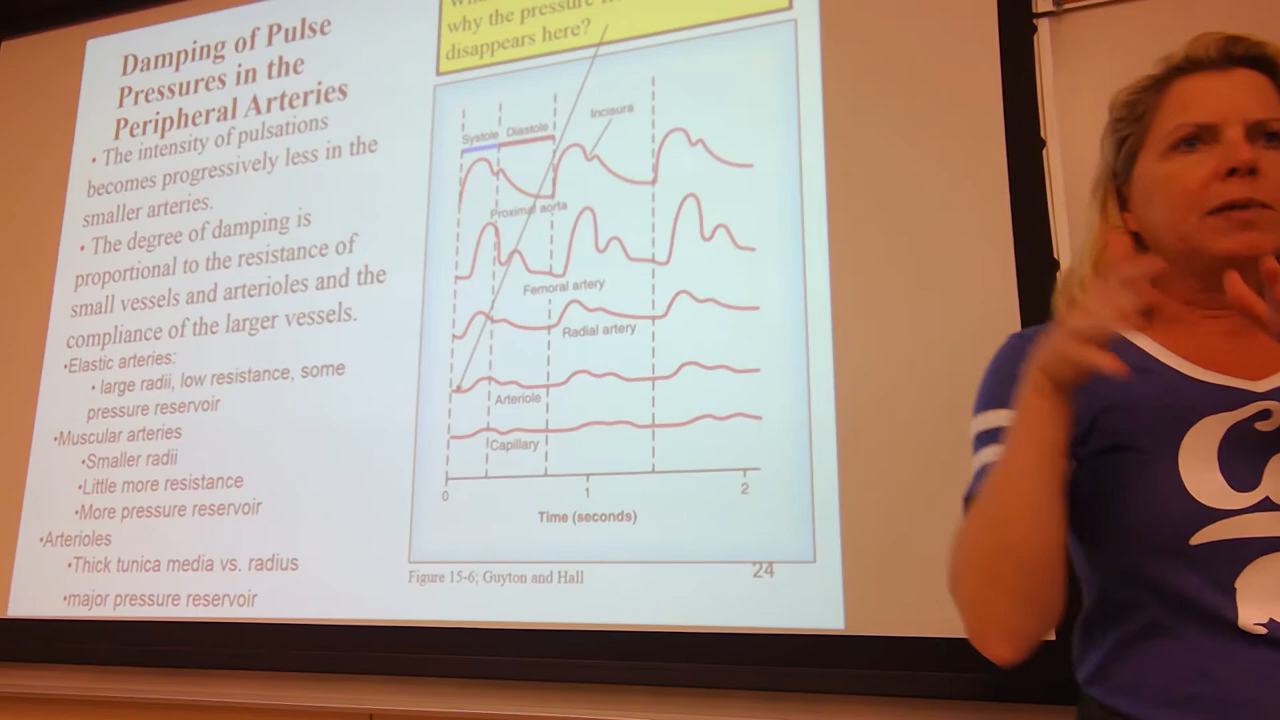 Damping of Pulse
Pressures in the
Peripheral Arteries
• The intensity of pulsations
becomes progressively less in the
smaller arteries.
• The degree of damping is
proportional to the resistance of
small vessels and arterioles and the
compliance of the larger vessels.
•Elastic arteries:
• large radii, low resistance, some
pressure reservoir
•Muscular arteries
•Smaller radii
•Little more resistance
•More pressure reservoir
•Arterioles
•Thick tunica media vs. radius
•major pressure reservoir
why the pressure
disappears here?
Systole Diastole
Incisura
Proximal aorta
Femoral artery
Radial artery
Arteriole
Capillary
0 1 2
Time (seconds)
Figure 15-6; Guyton and Hall
24